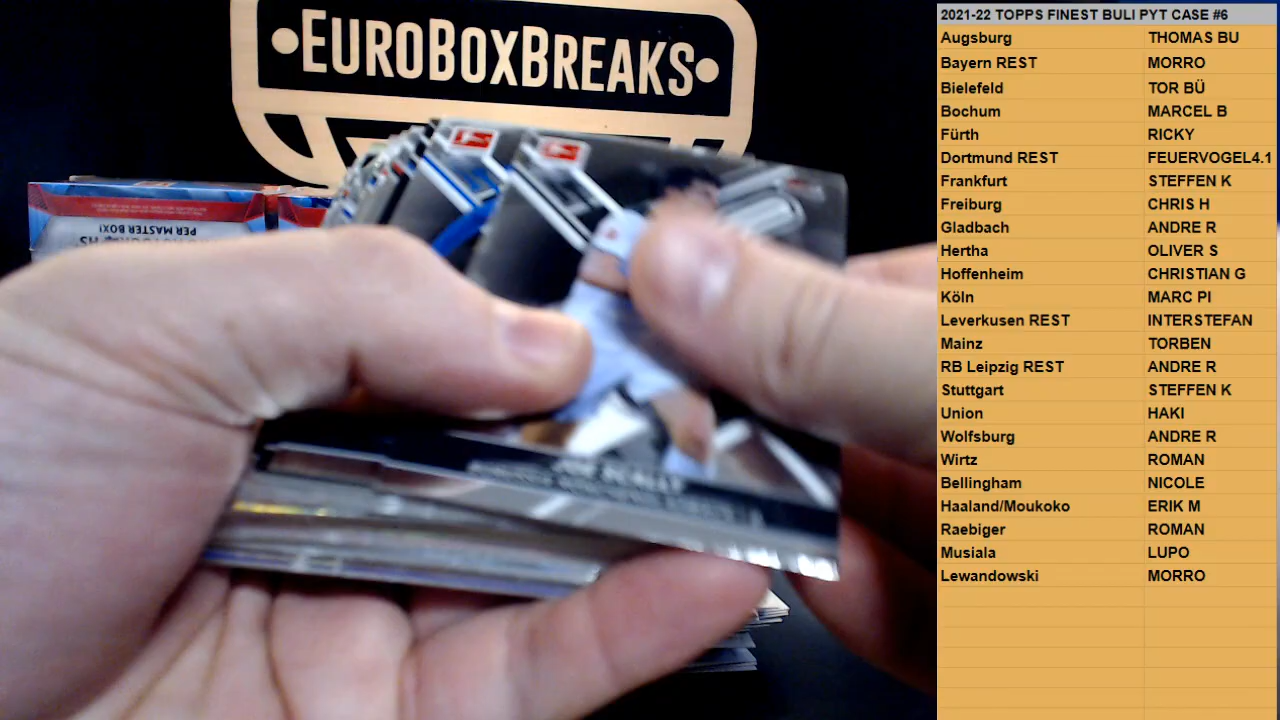 EUROBOXBREAKS
PER MASTER BOX!
JOE SCALLY
2021-22 TOPPS FINEST BULI PYT CASE #6
Augsburg THOMAS BU
Bayern REST MORRO
Bielefeld TOR BÜ
Bochum MARCEL B
Fürth RICKY
Dortmund REST FEUERVOGEL4.1
Frankfurt STEFFEN K
Freiburg CHRIS H
Gladbach ANDRE R
Hertha OLIVER S
Hoffenheim CHRISTIAN G
Köln MARC PI
Leverkusen REST INTERSTEFAN
Mainz TORBEN
RB Leipzig REST ANDRE R
Stuttgart STEFFEN K
Union HAKI
Wolfsburg ANDRE R
Wirtz ROMAN
Bellingham NICOLE
Haaland/Moukoko ERIK M
Raebiger ROMAN
Musiala LUPO
Lewandowski MORRO